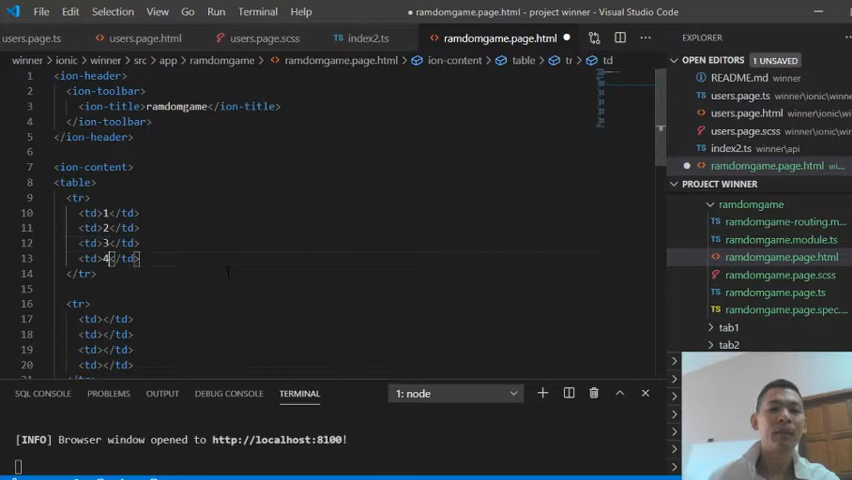 File Edit Selection View Go Run Terminal Help
● ramdomgame.page.html - project winner - Visual Studio Code
users.page.ts users.page.html users.page.scss index2.ts ramdomgame.page.html ●
winner > ionic > winner > src > app > ramdomgame > ramdomgame.page.html > ion-content > table > tr > td
1 <ion-header>
2 <ion-toolbar>
3 <ion-title>ramdomgame</ion-title>
4 </ion-toolbar>
5 </ion-header>
6
7 <ion-content>
8 <table>
9 <tr>
10 <td>1</td>
11 <td>2</td>
12 <td>3</td>
13 <td>4</td>
14 </tr>
15
16 <tr>
17 <td></td>
18 <td></td>
19 <td></td>
20 <td></td>
SQL CONSOLE PROBLEMS OUTPUT DEBUG CONSOLE TERMINAL 1: node
[INFO] Browser window opened to http://localhost:8100!
EXPLORER
OPEN EDITORS 1 UNSAVED
README.md
users.page.ts winner\ionic\winner\...
users.page.html winner\ionic\...
users.page.scss winner\ionic\...
index2.ts winner\api
● ramdomgame.page.html winn...
PROJECT WINNER
ramdomgame
ramdomgame-routing.m...
ramdomgame.module.ts
ramdomgame.page.html
ramdomgame.page.scss
ramdomgame.page.ts
ramdomgame.page.spec....
tab1
tab2